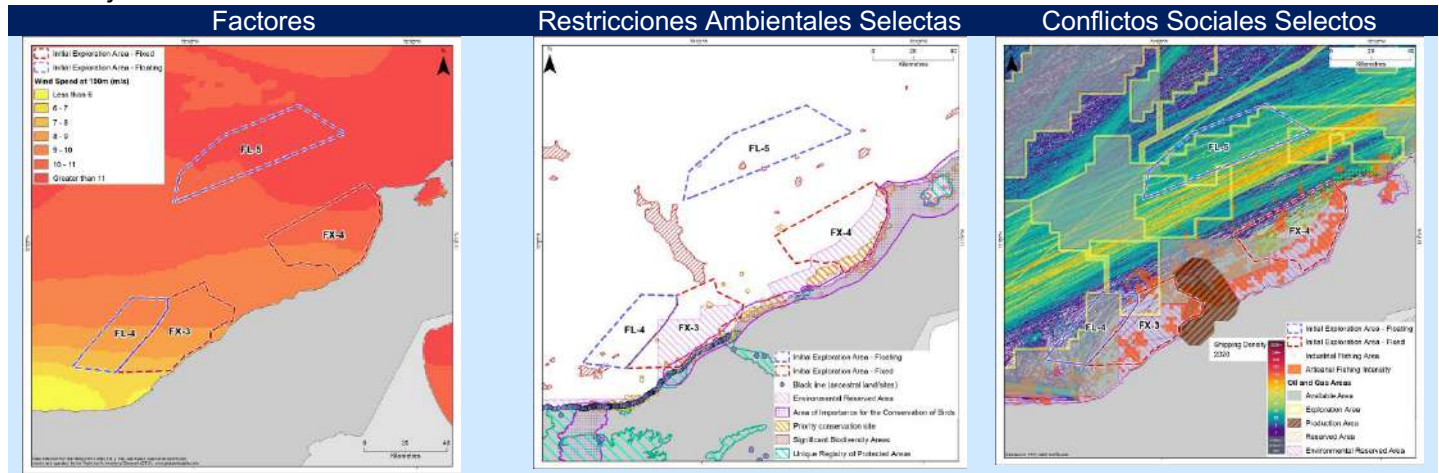 Factores
Restricciones Ambientales Selectas
Conflictos Sociales Selectos
Initial Exploration Area - Fixed
Initial Exploration Area - Floating
Wind Speed at 100m (m/s)
Less than 6
6 - 7
7 - 8
8 - 9
9 - 10
10 - 11
Greater than 11
FL-5
FX-4
FL-4
FX-3
Kilometres
N
Kilometres
FL-5
FX-4
FL-4
FX-3
Initial Exploration Area - Floating
Initial Exploration Area - Fixed
Black line (ancestral land/sites)
Environmental Reserved Area
Area of Importance for the Conservation of Birds
Priority conservation site
Significant Biodiversity Areas
Unique Registry of Protected Areas
N
Kilometres
FL-5
FX-4
FL-4
FX-3
Shipping Density
2020
Initial Exploration Area - Floating
Initial Exploration Area - Fixed
Industrial Fishing Area
Artisanal Fishing Intensity
Oil and Gas Areas
Available Area
Exploration Area
Production Area
Reserved Area
Environmental Reserved Area